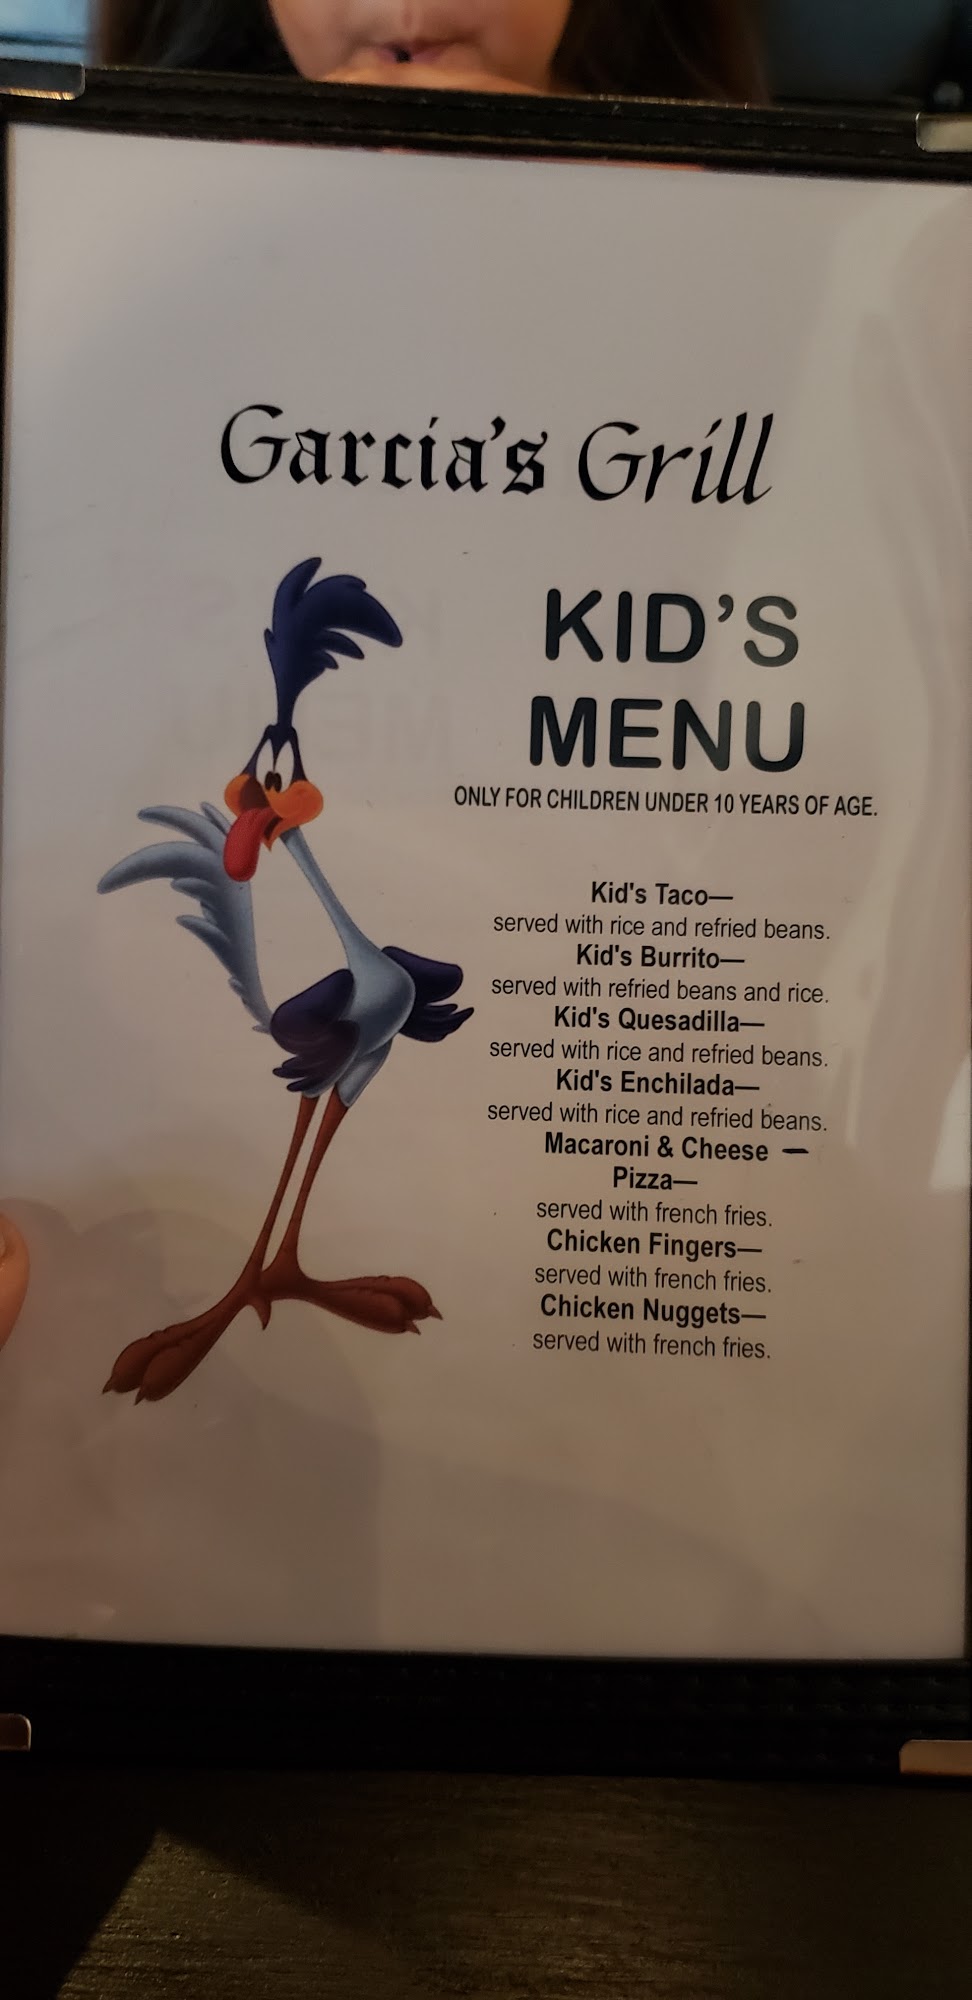 Garcia's Grill
KID'S
MENU
ONLY FOR CHILDREN UNDER 10 YEARS OF AGE.
Kid's Taco—
served with rice and refried beans.
Kid's Burrito—
served with refried beans and rice.
Kid's Quesadilla—
served with rice and refried beans.
Kid's Enchilada—
served with rice and refried beans.
Macaroni & Cheese —
Pizza—
served with french fries.
Chicken Fingers—
served with french fries.
Chicken Nuggets—
served with french fries.